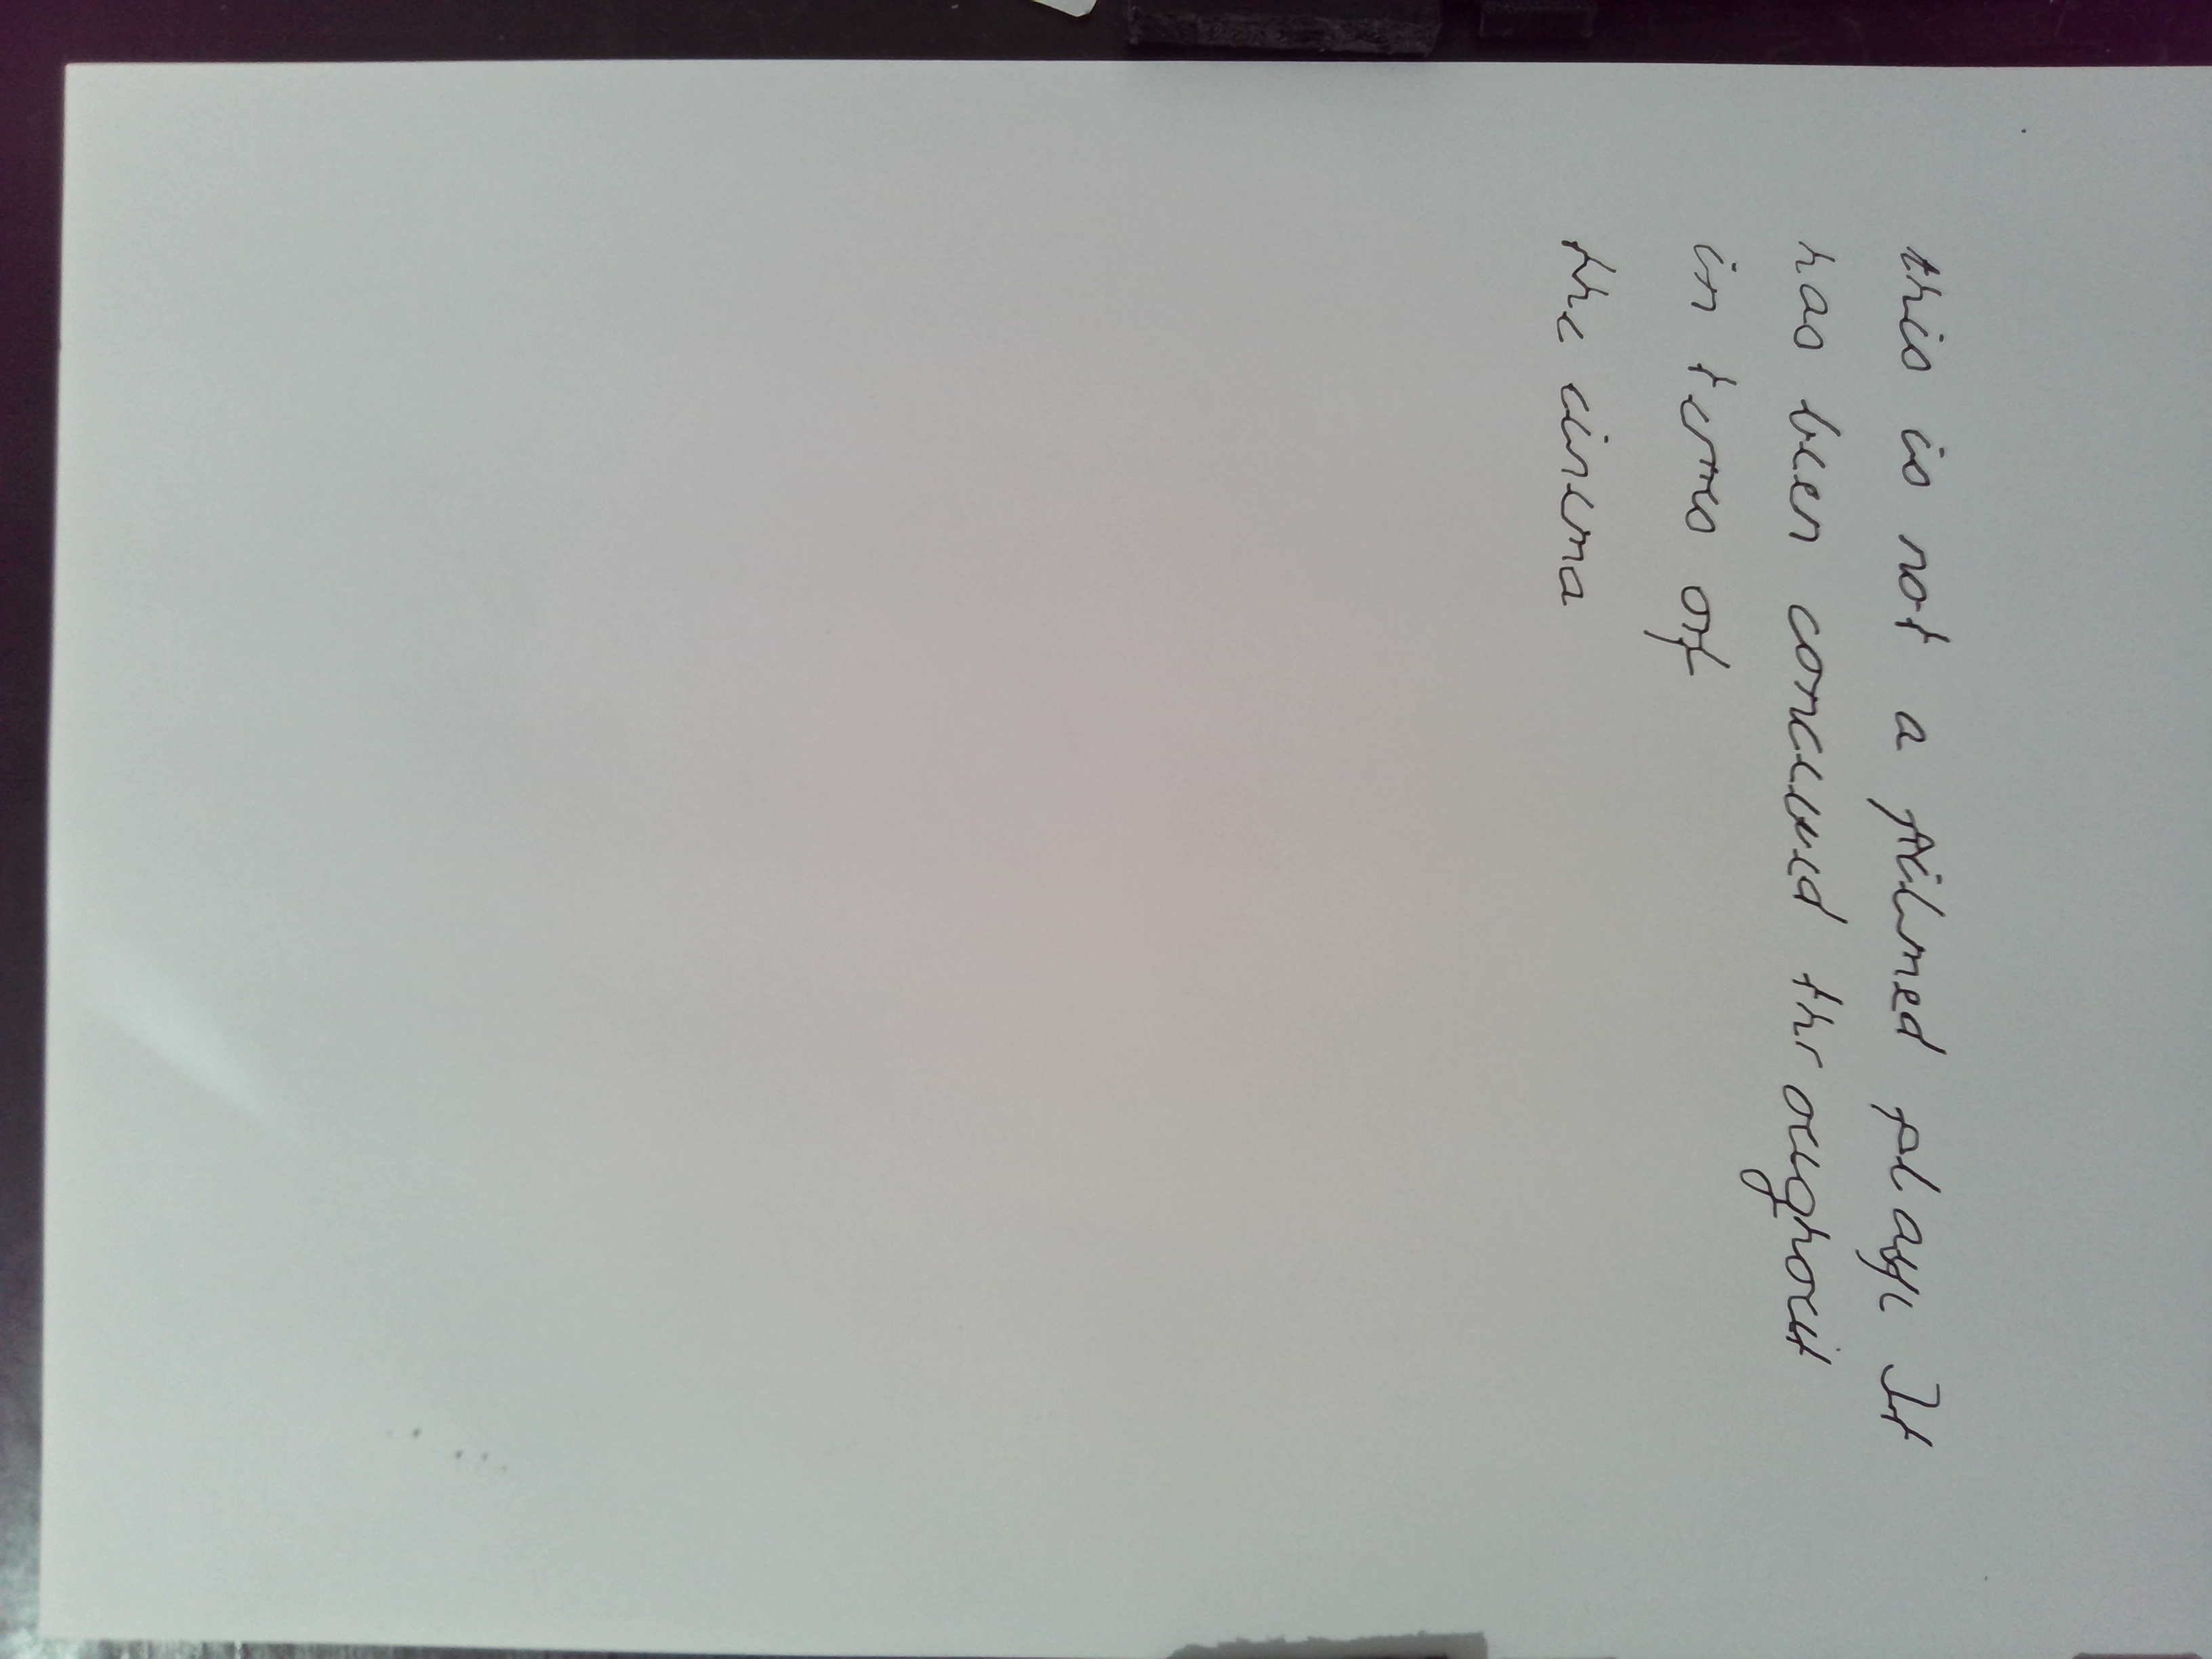 this is not a filmed play. It
has been conceived throughout
in terms of
the cinema